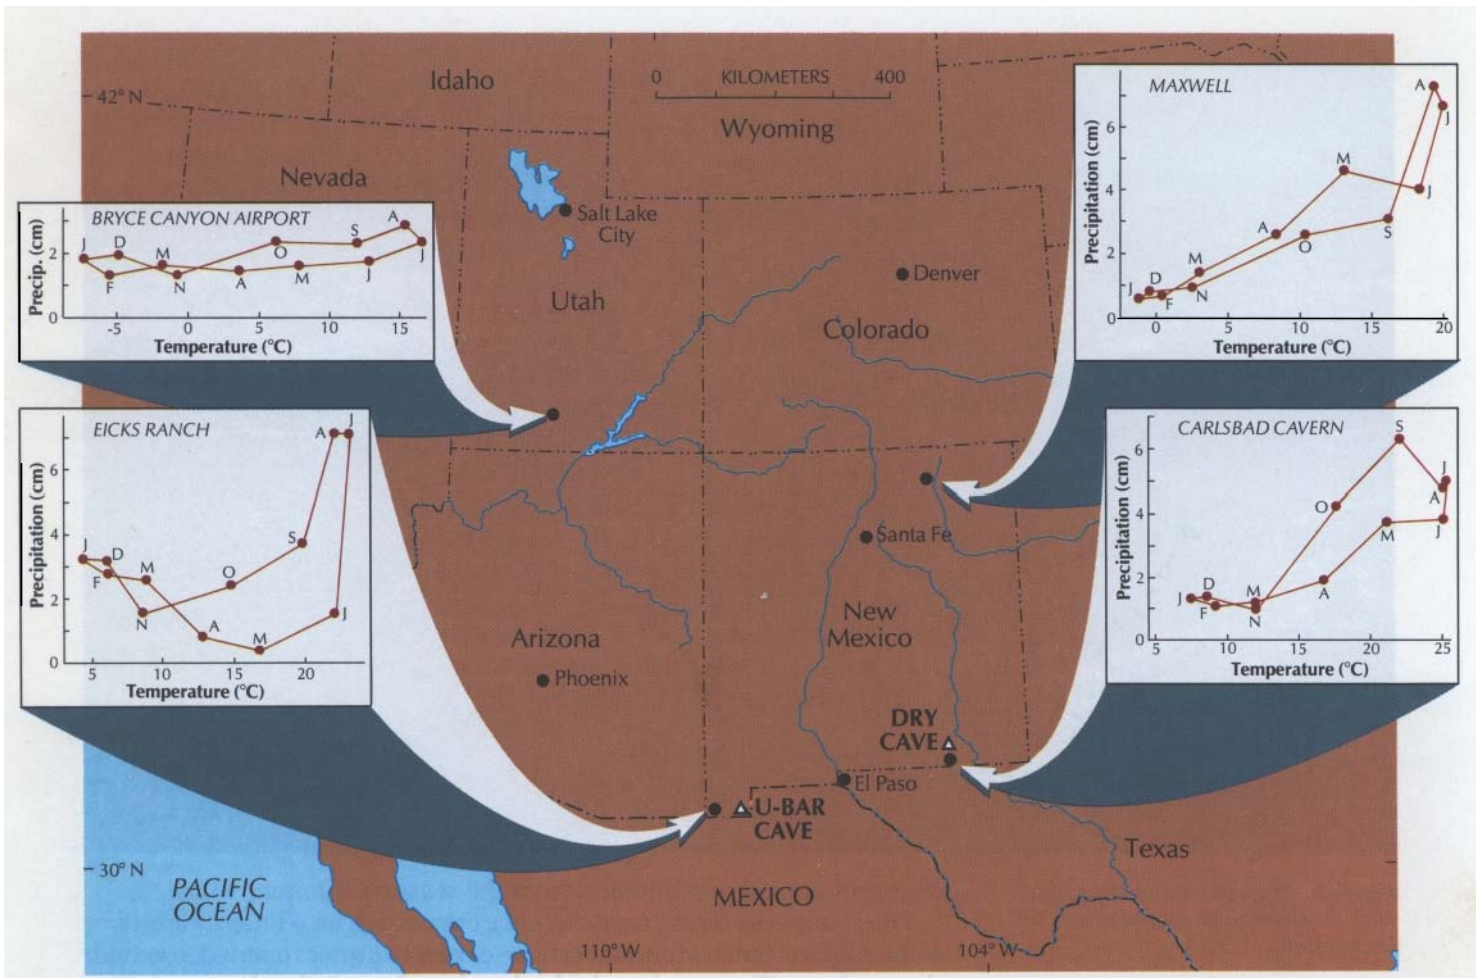 Idaho
0 KILOMETERS 400
42° N
Wyoming
Nevada
Salt Lake
City
Denver
Utah
Colorado
Santa Fe
New
Mexico
Arizona
Phoenix
DRY
CAVE
El Paso
U-BAR
CAVE
Texas
30° N
PACIFIC
OCEAN
MEXICO
110° W
104° W
BRYCE CANYON AIRPORT
Precip. (cm)
2
0
J
D
M
F
N
O
A
S
M
A
J
J
-5 0 5 10 15
Temperature (°C)
MAXWELL
Precipitation (cm)
6
4
2
0
A
J
M
J
A
S
O
M
D
J
F
N
0 10 20
Temperature (°C)
EICKS RANCH
Precipitation (cm)
6
4
2
0
A
J
S
J
D
F
M
O
N
A
M
J
5 10 15 20
Temperature (°C)
CARLSBAD CAVERN
Precipitation (cm)
6
4
2
0
S
J
A
O
M
J
A
J
D
F
M
N
5 10 15 20 25
Temperature (°C)